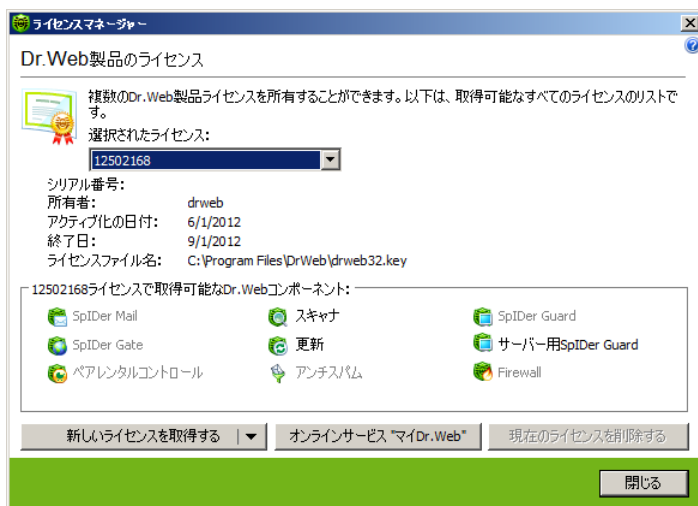 ライセンスマネージャー
Dr.Web製品のライセンス
複数のDr.Web製品ライセンスを所有することができます。以下は、取得可能なすべてのライセンスのリストで
す。
選択されたライセンス:
12502168
シリアル番号:
所有者: drweb
アクティブ化の日付: 6/1/2012
終了日: 9/1/2012
ライセンスファイル名: C:\Program Files\DrWeb\drweb32.key
12502168ライセンスで取得可能なDr.Webコンポーネント:
SpIDer Mail スキャナ SpIDer Guard
SpIDer Gate 更新 サーバー用SpIDer Guard
ペアレンタルコントロール アンチスパム Firewall
新しいライセンスを取得する オンラインサービス "マイDr.Web" 現在のライセンスを削除する
閉じる